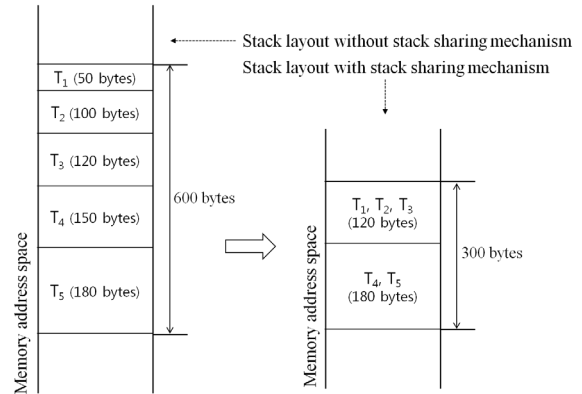 Stack layout without stack sharing mechanism
Stack layout with stack sharing mechanism
T1 (50 bytes)
T2 (100 bytes)
T3 (120 bytes)
T4 (150 bytes)
T5 (180 bytes)
600 bytes
Memory address space
T1, T2, T3
(120 bytes)
T4, T5
(180 bytes)
300 bytes
Memory address space